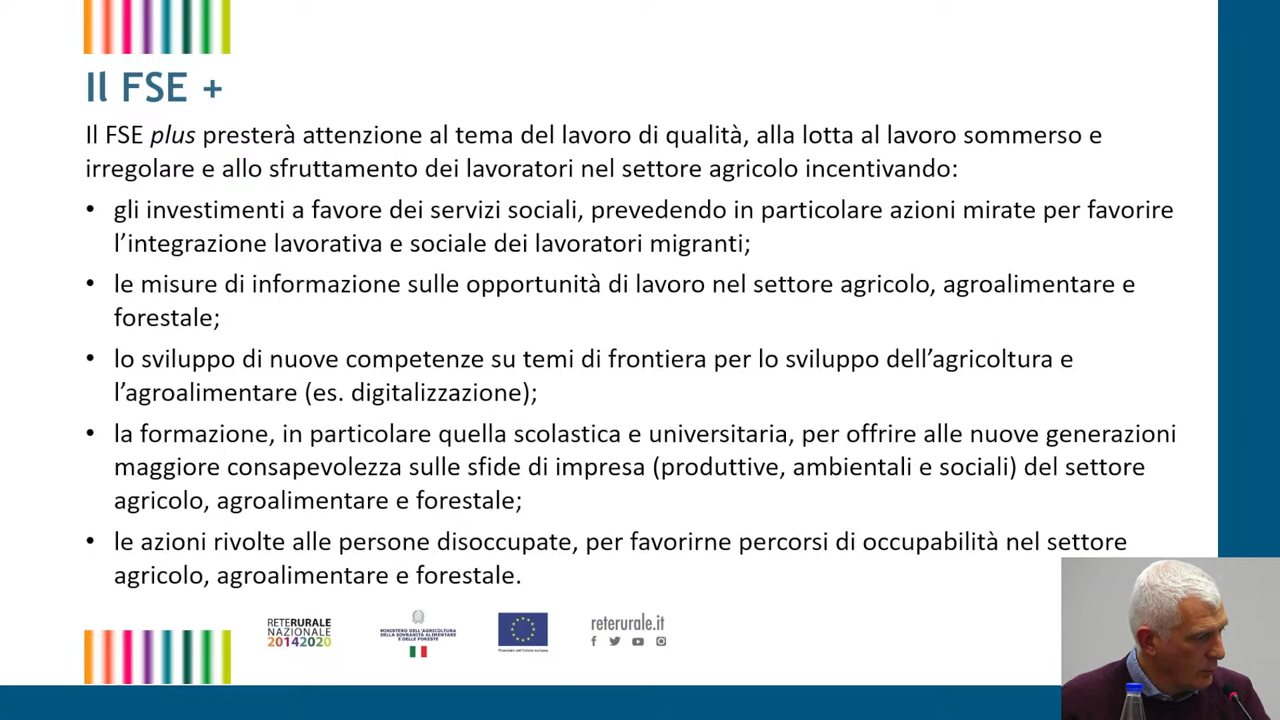 Il FSE +
Il FSE plus presterà attenzione al tema del lavoro di qualità, alla lotta al lavoro sommerso e
irregolare e allo sfruttamento dei lavoratori nel settore agricolo incentivando:
• gli investimenti a favore dei servizi sociali, prevedendo in particolare azioni mirate per favorire
l’integrazione lavorativa e sociale dei lavoratori migranti;
• le misure di informazione sulle opportunità di lavoro nel settore agricolo, agroalimentare e
forestale;
• lo sviluppo di nuove competenze su temi di frontiera per lo sviluppo dell’agricoltura e
l’agroalimentare (es. digitalizzazione);
• la formazione, in particolare quella scolastica e universitaria, per offrire alle nuove generazioni
maggiore consapevolezza sulle sfide di impresa (produttive, ambientali e sociali) del settore
agricolo, agroalimentare e forestale;
• le azioni rivolte alle persone disoccupate, per favorirne percorsi di occupabilità nel settore
agricolo, agroalimentare e forestale.
RETERURALE
NAZIONALE
20142020
MINISTERO DELL'AGRICOLTURA
DELLA SOVRANITÀ ALIMENTARE
E DELLE FORESTE
Finanziato dall'Unione europea
reterurale.it